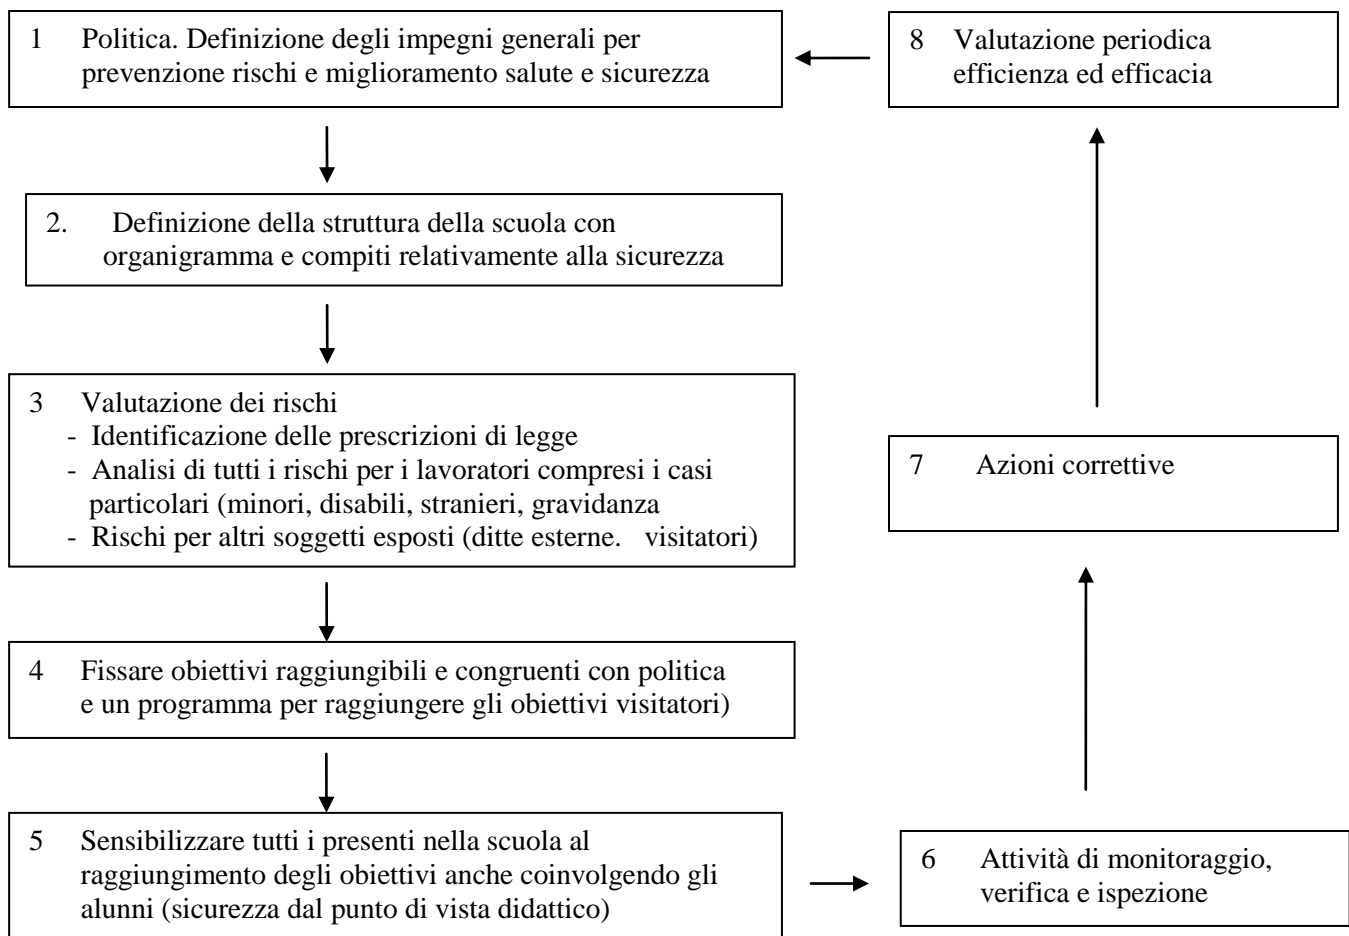 1 Politica. Definizione degli impegni generali per
prevenzione rischi e miglioramento salute e sicurezza
2. Definizione della struttura della scuola con
organigramma e compiti relativamente alla sicurezza
3 Valutazione dei rischi
- Identificazione delle prescrizioni di legge
- Analisi di tutti i rischi per i lavoratori compresi i casi
particolari (minori, disabili, stranieri, gravidanza
- Rischi per altri soggetti esposti (ditte esterne. visitatori)
4 Fissare obiettivi raggiungibili e congruenti con politica
e un programma per raggiungere gli obiettivi visitatori)
5 Sensibilizzare tutti i presenti nella scuola al
raggiungimento degli obiettivi anche coinvolgendo gli
alunni (sicurezza dal punto di vista didattico)
6 Attività di monitoraggio,
verifica e ispezione
7 Azioni correttive
8 Valutazione periodica
efficienza ed efficacia